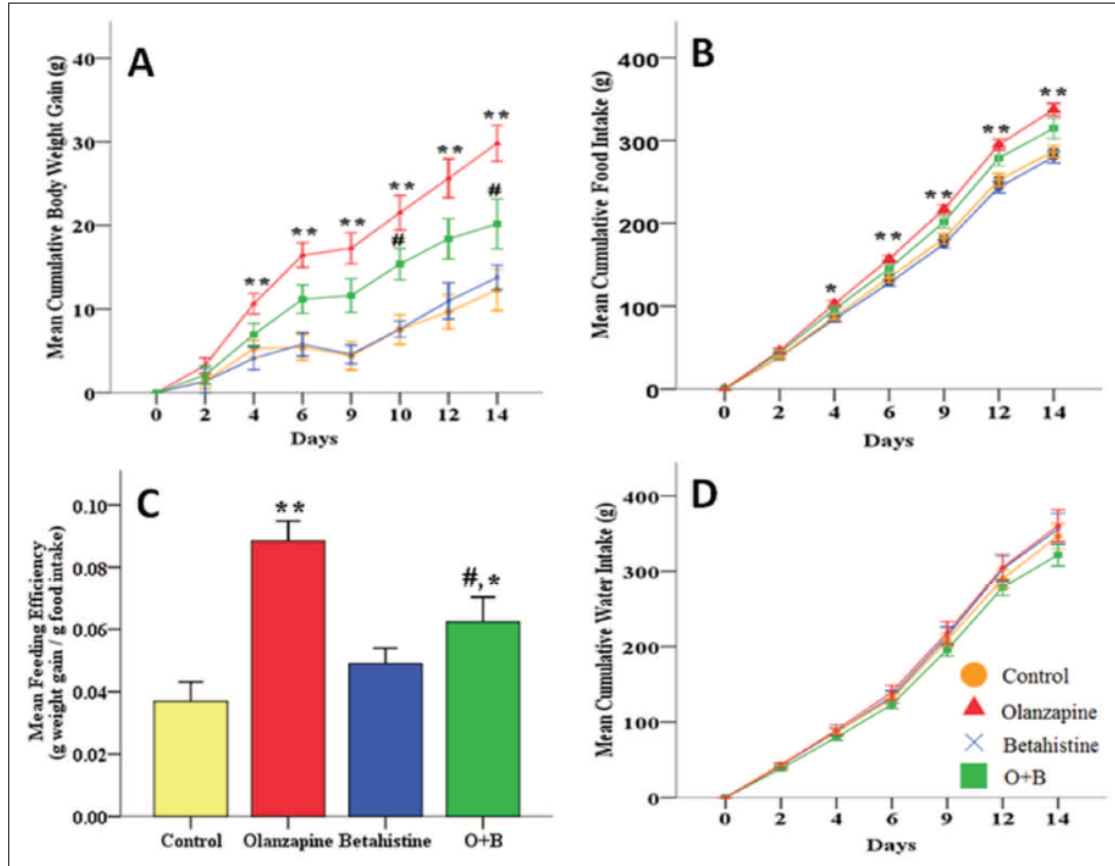 A
Mean Cumulative Body Weight Gain (g)
40
30
20
10
0
**
**
**
**
**
**
#
#
0 2 4 6 9 10 12 14
Days
B
Mean Cumulative Food Intake (g)
400
300
200
100
0
*
**
**
**
**
0 2 4 6 9 12 14
Days
C
Mean Feeding Efficiency
(g weight gain / g food intake)
0.10
0.08
0.06
0.04
0.02
0.00
**
#,*
Control Olanzapine Betahistine O+B
D
Mean Cumulative Water Intake (g)
400
300
200
100
0
Control
Olanzapine
Betahistine
O+B
0 2 4 6 9 12 14
Days